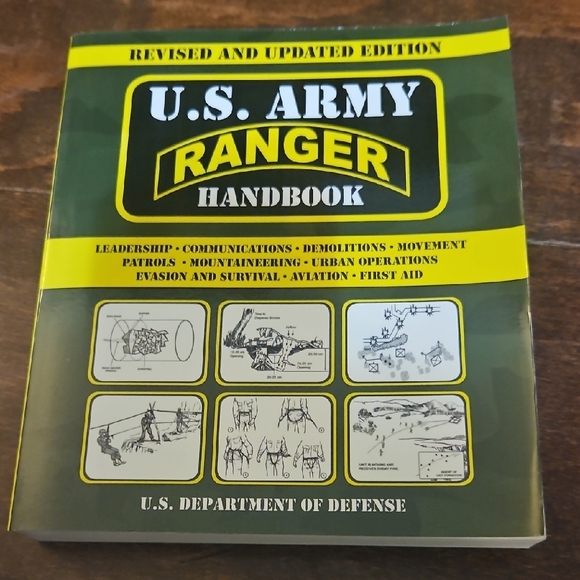 REVISED AND UPDATED EDITION
U.S. ARMY
RANGER
HANDBOOK
LEADERSHIP • COMMUNICATIONS • DEMOLITIONS • MOVEMENT
PATROLS • MOUNTAINEERING • URBAN OPERATIONS
EVASION AND SURVIVAL • AVIATION • FIRST AID
U.S. DEPARTMENT OF DEFENSE